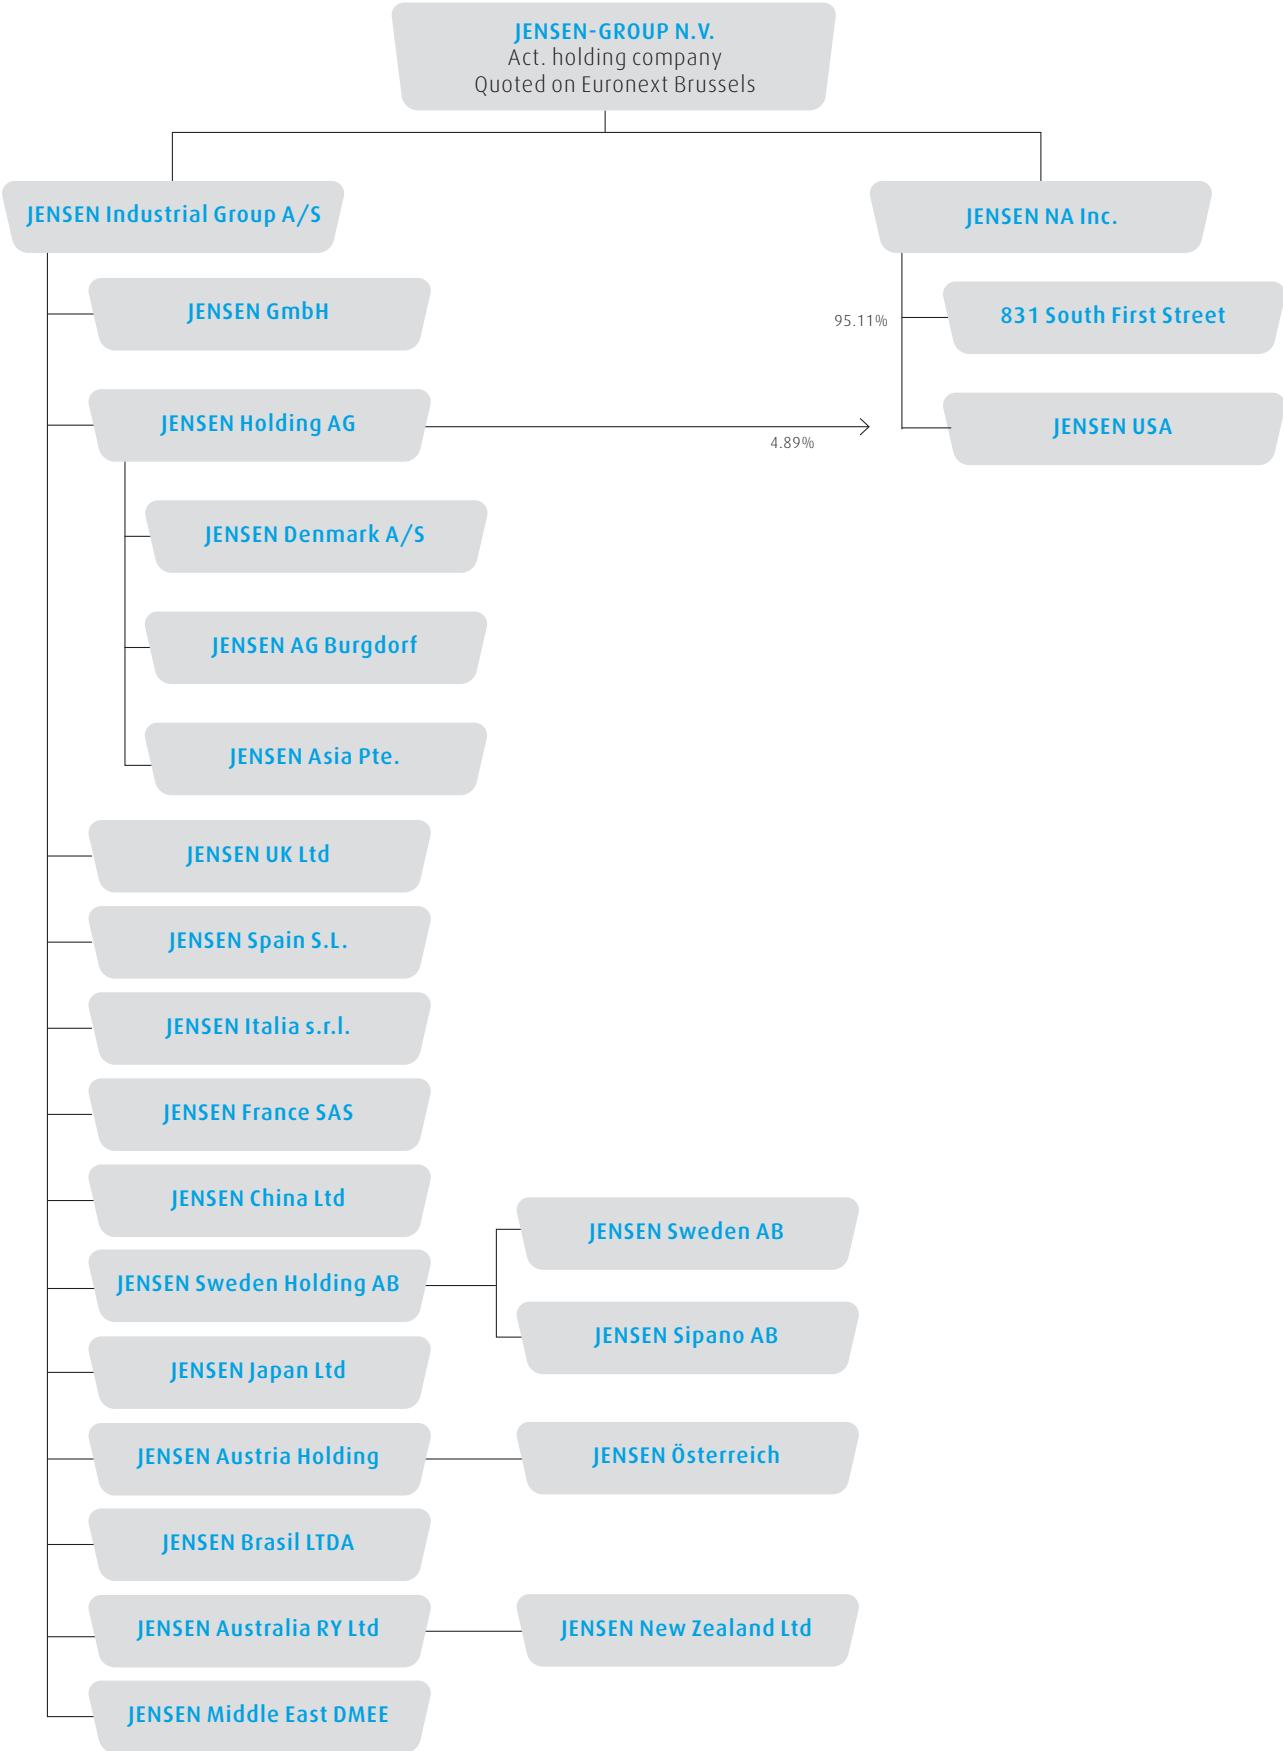 JENSEN-GROUP N.V.
Act. holding company
Quoted on Euronext Brussels
JENSEN Industrial Group A/S
JENSEN NA Inc.
JENSEN GmbH
95.11%
831 South First Street
JENSEN Holding AG
4.89%
JENSEN USA
JENSEN Denmark A/S
JENSEN AG Burgdorf
JENSEN Asia Pte.
JENSEN UK Ltd
JENSEN Spain S.L.
JENSEN Italia s.r.l.
JENSEN France SAS
JENSEN China Ltd
JENSEN Sweden AB
JENSEN Sweden Holding AB
JENSEN Sipano AB
JENSEN Japan Ltd
JENSEN Austria Holding
JENSEN Österreich
JENSEN Brasil LTDA
JENSEN Australia RY Ltd
JENSEN New Zealand Ltd
JENSEN Middle East DMEE